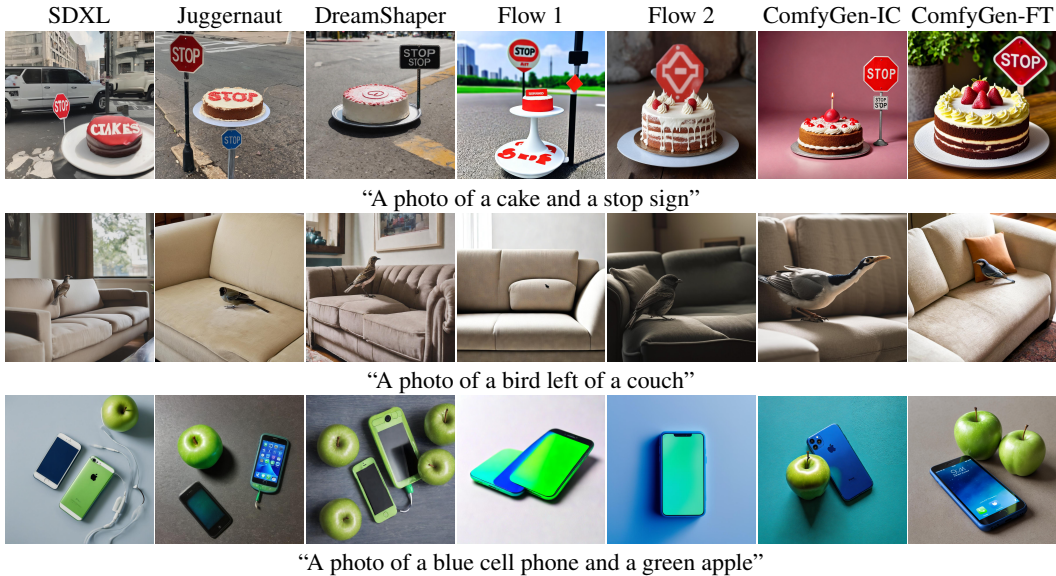 SDXL Juggernaut DreamShaper Flow 1 Flow 2 ComfyGen-IC ComfyGen-FT
STOP
CAKES
STOP
STOP
STOP
STOP
STOP
STOP
STOP
STOP
STOP
“A photo of a cake and a stop sign”
“A photo of a bird left of a couch”
“A photo of a blue cell phone and a green apple”